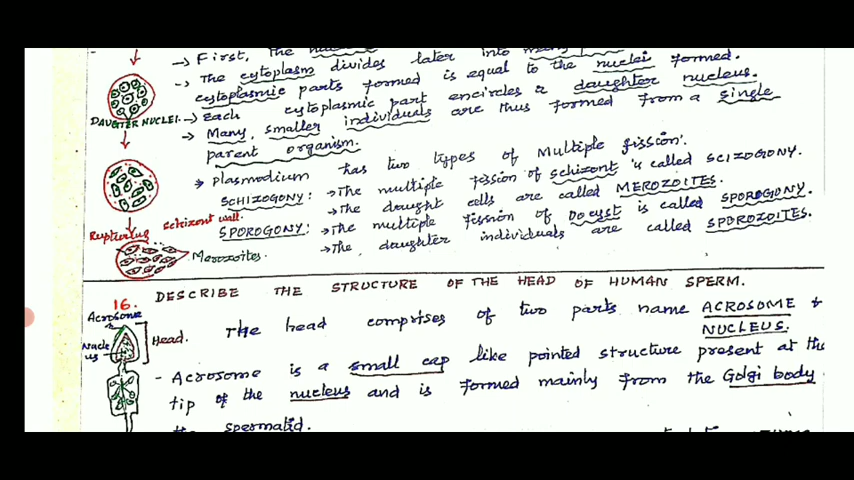 → First, the
→ The cytoplasm divides later into many
cytoplasmic parts formed is equal to the nuclei formed.
→ Each cytoplasmic part encircles a daughter nucleus.
→ Many smaller individuals are thus formed from a single
parent organism.
DAUGTER NUCLEI.
→ Plasmodium has two types of Multiple fission.
SCHIZOGONY: → The multiple fission of schizont is called SCIZOGONY.
→ The daught cells are called MEROZOITES.
SPOROGONY: → The multiple fission of Oocyst is called SPOROGONY.
→ The daughter individuals are called SPOROZOITES.
Rupturing schizont wall.
Merozoites.
16. DESCRIBE THE STRUCTURE OF THE HEAD OF HUMAN SPERM.
Acrosome
Nucle
us
Head.
The head comprises of two parts name ACROSOME &
NUCLEUS.
- Acrosome is a small cap like pointed structure present at the
tip of the nucleus and is formed mainly from the Golgi body
the spermatid.